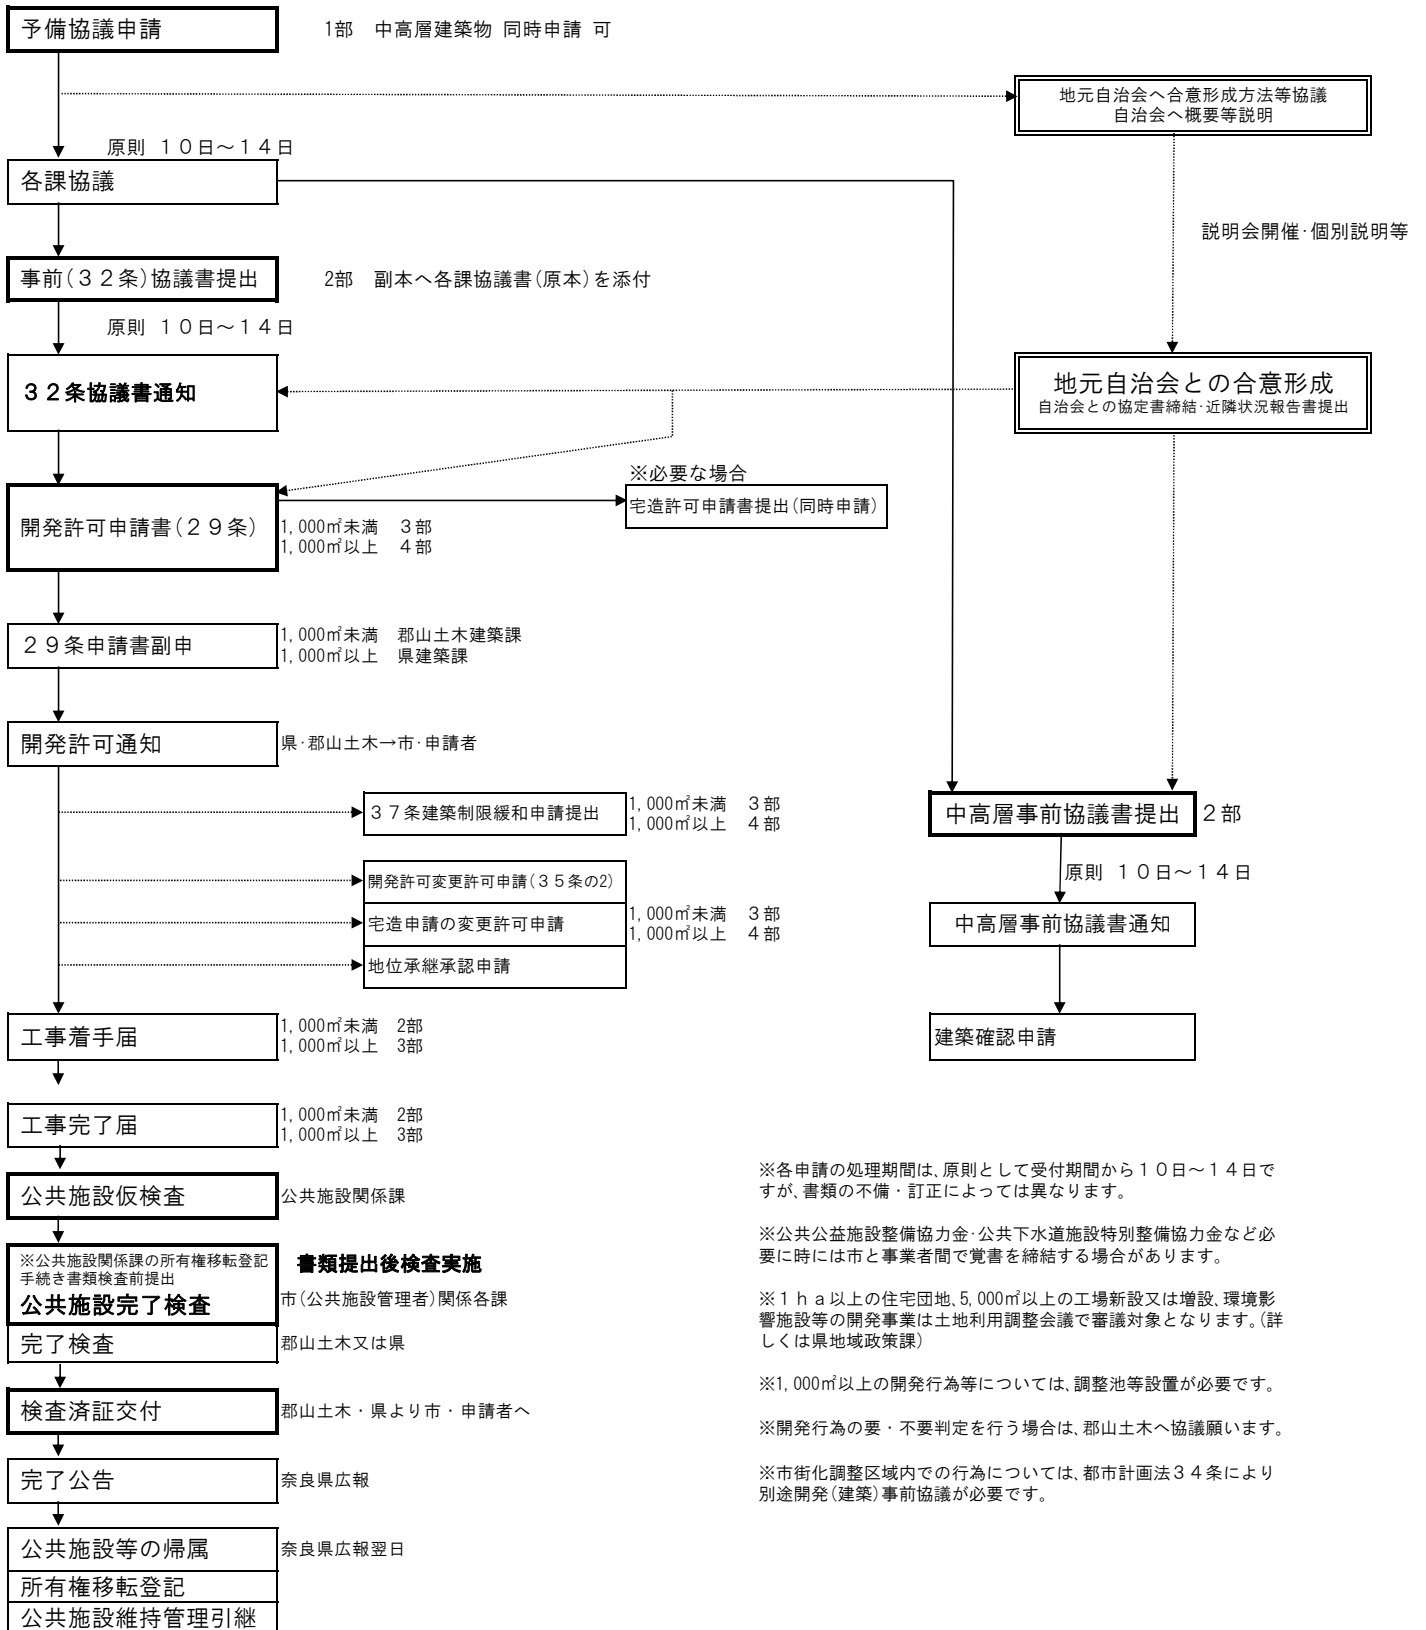 予備協議申請
1部 中高層建築物 同時申請 可
地元自治会へ合意形成方法等協議
自治会へ概要等説明
原則 10日～14日
各課協議
説明会開催･個別説明等
事前(32条)協議書提出
2部 副本へ各課協議書(原本)を添付
原則 10日～14日
32条協議書通知
地元自治会との合意形成
自治会との協定書締結･近隣状況報告書提出
※必要な場合
宅造許可申請書提出(同時申請)
開発許可申請書(29条)
1,000㎡未満 3部
1,000㎡以上 4部
29条申請書副申
1,000㎡未満 郡山土木建築課
1,000㎡以上 県建築課
開発許可通知
県･郡山土木→市･申請者
37条建築制限緩和申請提出
1,000㎡未満 3部
1,000㎡以上 4部
中高層事前協議書提出
2部
原則 10日～14日
開発許可変更許可申請(35条の2)
宅造申請の変更許可申請
1,000㎡未満 3部
1,000㎡以上 4部
地位承継承認申請
中高層事前協議書通知
工事着手届
1,000㎡未満 2部
1,000㎡以上 3部
建築確認申請
工事完了届
1,000㎡未満 2部
1,000㎡以上 3部
公共施設仮検査
公共施設関係課
※公共施設関係課の所有権移転登記
手続き書類検査前提出
公共施設完了検査
書類提出後検査実施
市(公共施設管理者)関係各課
完了検査
郡山土木又は県
検査済証交付
郡山土木・県より市・申請者へ
完了公告
奈良県広報
公共施設等の帰属
奈良県広報翌日
所有権移転登記
公共施設維持管理引継
※各申請の処理期間は、原則として受付期間から10日～14日で
すが、書類の不備・訂正によっては異なります。
※公共公益施設整備協力金･公共下水道施設特別整備協力金など必
要に時には市と事業者間で覚書を締結する場合があります。
※1ha以上の住宅団地、5,000㎡以上の工場新設又は増設、環境影
響施設等の開発事業は土地利用調整会議で審議対象となります。(詳
しくは県地域政策課)
※1,000㎡以上の開発行為等については、調整池等設置が必要です。
※開発行為の要・不要判定を行う場合は、郡山土木へ協議願います。
※市街化調整区域内での行為については、都市計画法34条により
別途開発(建築)事前協議が必要です。